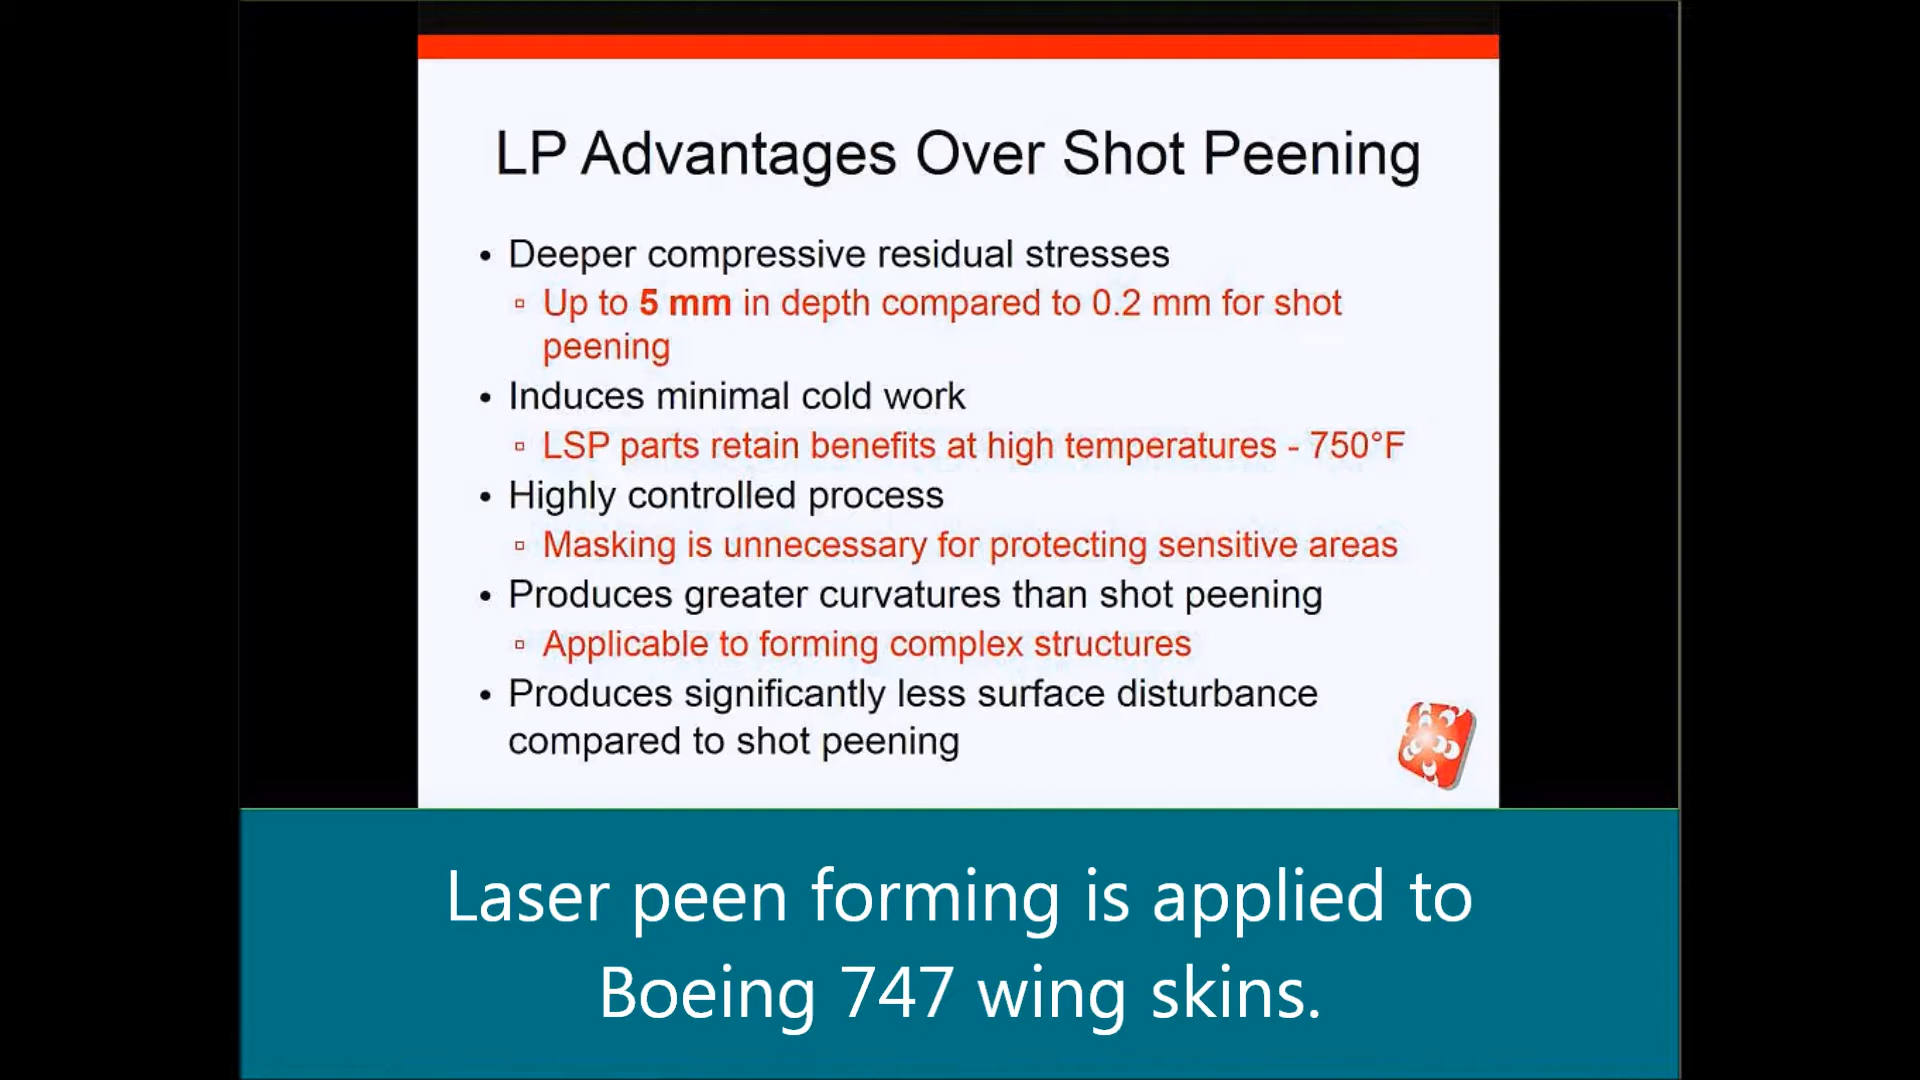 LP Advantages Over Shot Peening
• Deeper compressive residual stresses
▫ Up to 5 mm in depth compared to 0.2 mm for shot
peening
• Induces minimal cold work
▫ LSP parts retain benefits at high temperatures - 750°F
• Highly controlled process
▫ Masking is unnecessary for protecting sensitive areas
• Produces greater curvatures than shot peening
▫ Applicable to forming complex structures
• Produces significantly less surface disturbance
compared to shot peening
Laser peen forming is applied to
Boeing 747 wing skins.